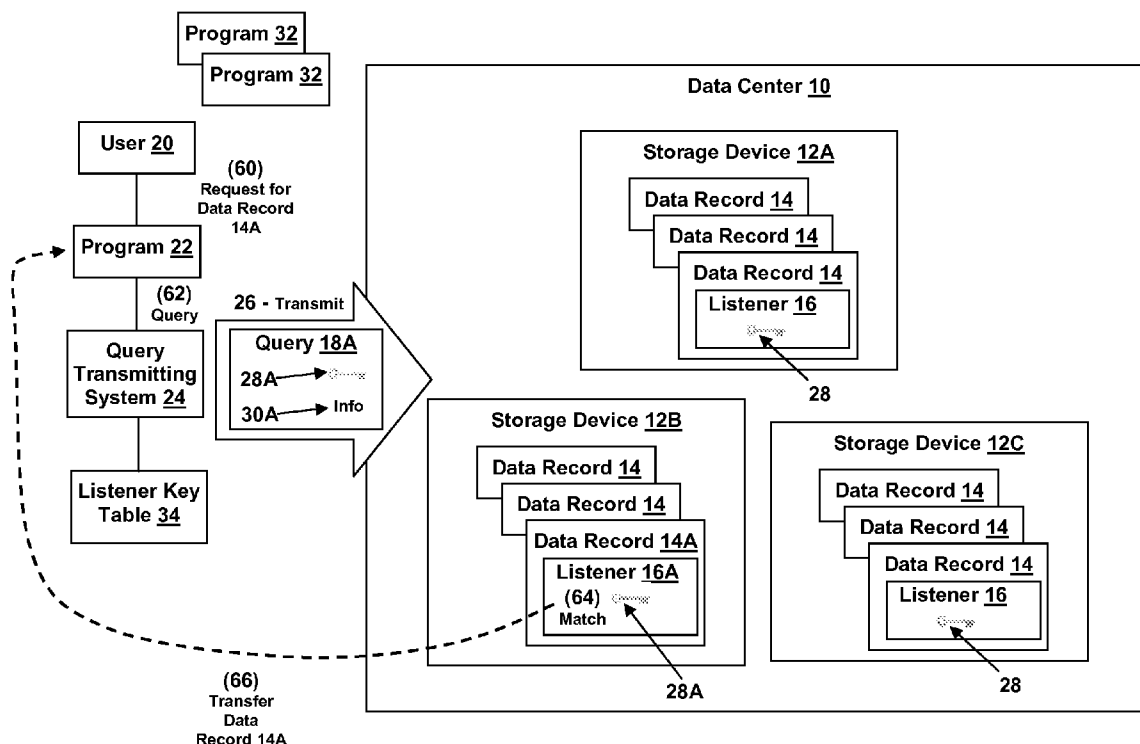 Program 32
Program 32
Data Center 10
User 20
(60)
Request for
Data Record
14A
Program 22
(62)
Query
Query
Transmitting
System 24
Listener Key
Table 34
26 - Transmit
Query 18A
28A
30A
Info
Storage Device 12A
Data Record 14
Data Record 14
Data Record 14
Listener 16
28
Storage Device 12B
Data Record 14
Data Record 14
Data Record 14A
Listener 16A
(64)
Match
28A
Storage Device 12C
Data Record 14
Data Record 14
Data Record 14
Listener 16
28
(66)
Transfer
Data
Record 14A